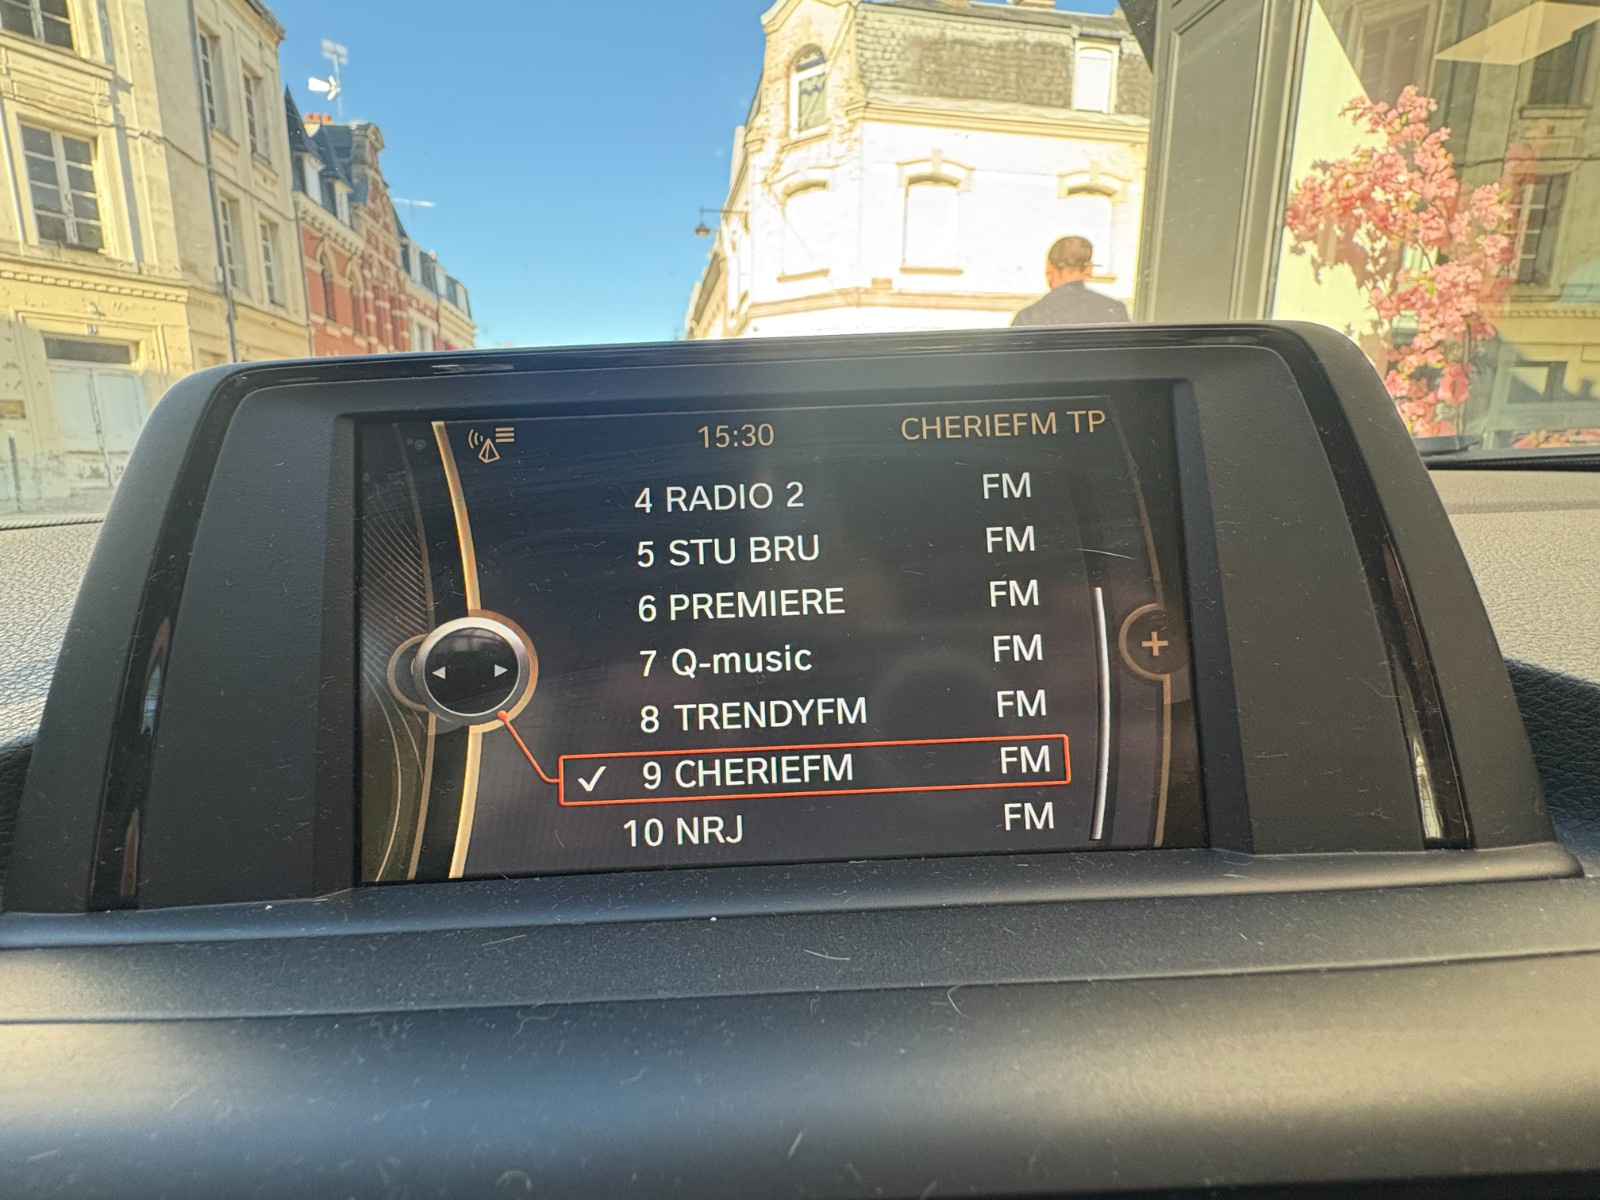 15:30 CHERIEFM TP
4 RADIO 2 FM
5 STU BRU FM
6 PREMIERE FM
7 Q-music FM
8 TRENDYFM FM
✓ 9 CHERIEFM FM
10 NRJ FM